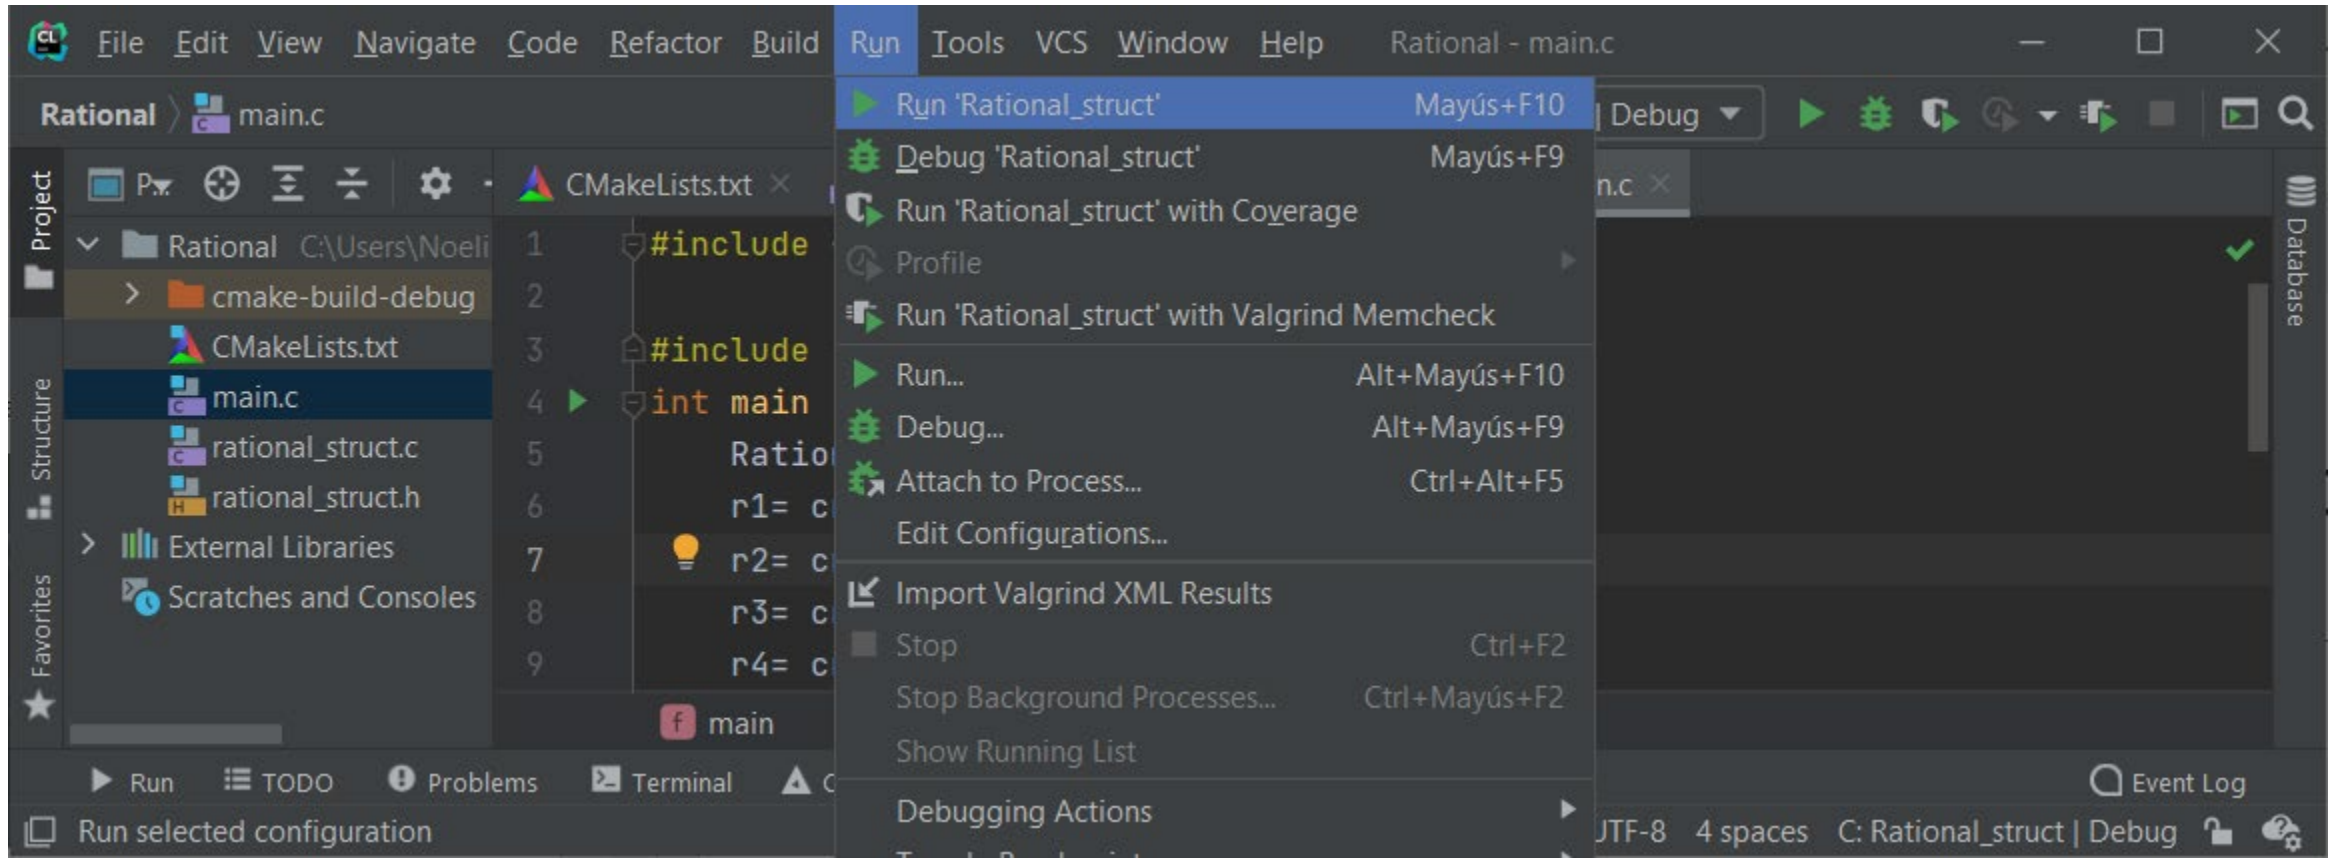 CL File Edit View Navigate Code Refactor Build Run Tools VCS Window Help Rational - main.c
Rational main.c
| Debug
P...
CMakeLists.txt
n.c
Project
Structure
Favorites
Database
Rational C:\Users\Noeli
cmake-build-debug
CMakeLists.txt
main.c
rational_struct.c
rational_struct.h
External Libraries
Scratches and Consoles
1 #include
2
3 #include
4 int main
5 Ratio
6 r1= c
7 r2= c
8 r3= c
9 r4= c
f main
Run 'Rational_struct' Mayús+F10
Debug 'Rational_struct' Mayús+F9
Run 'Rational_struct' with Coverage
Profile
Run 'Rational_struct' with Valgrind Memcheck
Run... Alt+Mayús+F10
Debug... Alt+Mayús+F9
Attach to Process... Ctrl+Alt+F5
Edit Configurations...
Import Valgrind XML Results
Stop Ctrl+F2
Stop Background Processes... Ctrl+Mayús+F2
Show Running List
Debugging Actions
Run TODO Problems Terminal Event Log
Run selected configuration UTF-8 4 spaces C: Rational_struct | Debug